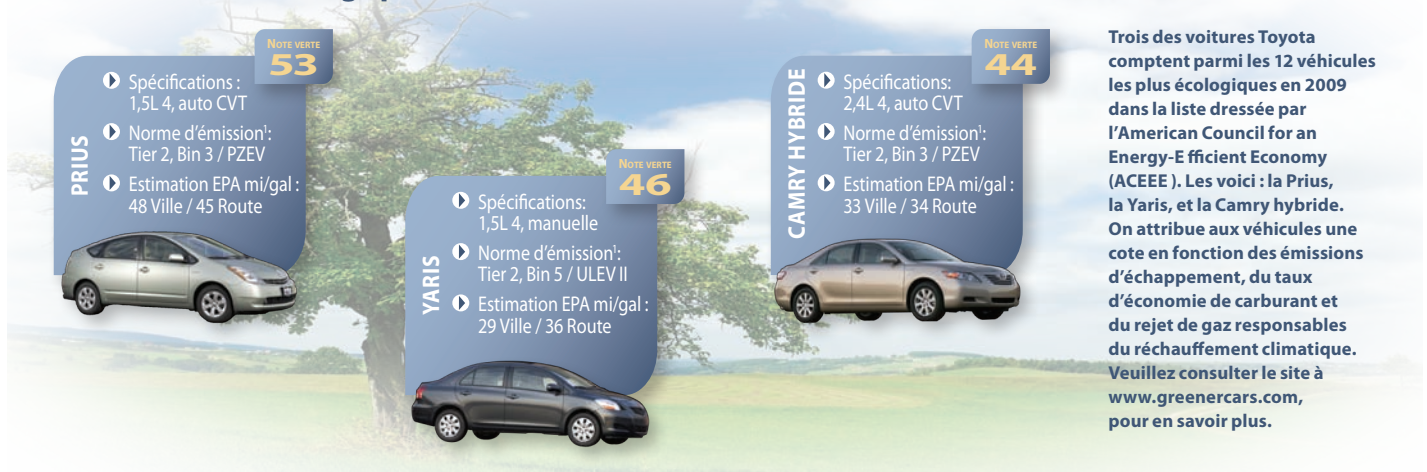 PRIUS
NOTE VERTE
53
Spécifications :
1,5L 4, auto CVT
Norme d'émission¹:
Tier 2, Bin 3 / PZEV
Estimation EPA mi/gal :
48 Ville / 45 Route
YARIS
NOTE VERTE
46
Spécifications:
1,5L 4, manuelle
Norme d'émission¹:
Tier 2, Bin 5 / ULEV II
Estimation EPA mi/gal :
29 Ville / 36 Route
CAMRY HYBRIDE
NOTE VERTE
44
Spécifications:
2,4L 4, auto CVT
Norme d'émission¹:
Tier 2, Bin 3 / PZEV
Estimation EPA mi/gal :
33 Ville / 34 Route
Trois des voitures Toyota
comptent parmi les 12 véhicules
les plus écologiques en 2009
dans la liste dressée par
l'American Council for an
Energy-E fficient Economy
(ACEEE ). Les voici : la Prius,
la Yaris, et la Camry hybride.
On attribue aux véhicules une
cote en fonction des émissions
d'échappement, du taux
d'économie de carburant et
du rejet de gaz responsables
du réchauffement climatique.
Veuillez consulter le site à
www.greenercars.com,
pour en savoir plus.